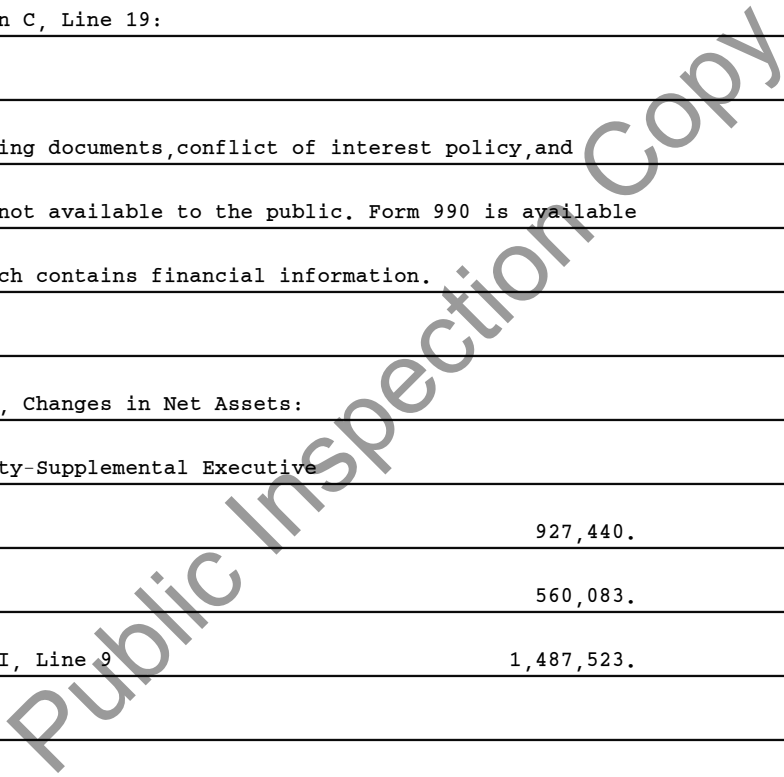 n C, Line 19:
ing documents,conflict of interest policy,and
not available to the public. Form 990 is available
ch contains financial information.
, Changes in Net Assets:
ty-Supplemental Executive
927,440.
560,083.
I, Line 9 1,487,523.
Public Inspection Copy